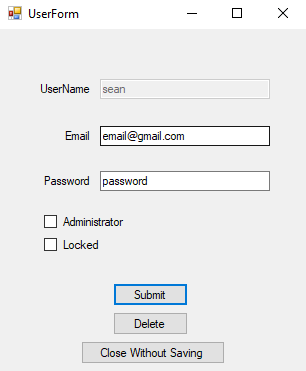 UserForm
UserName sean
Email email@gmail.com
Password password
Administrator
Locked
Submit
Delete
Close Without Saving